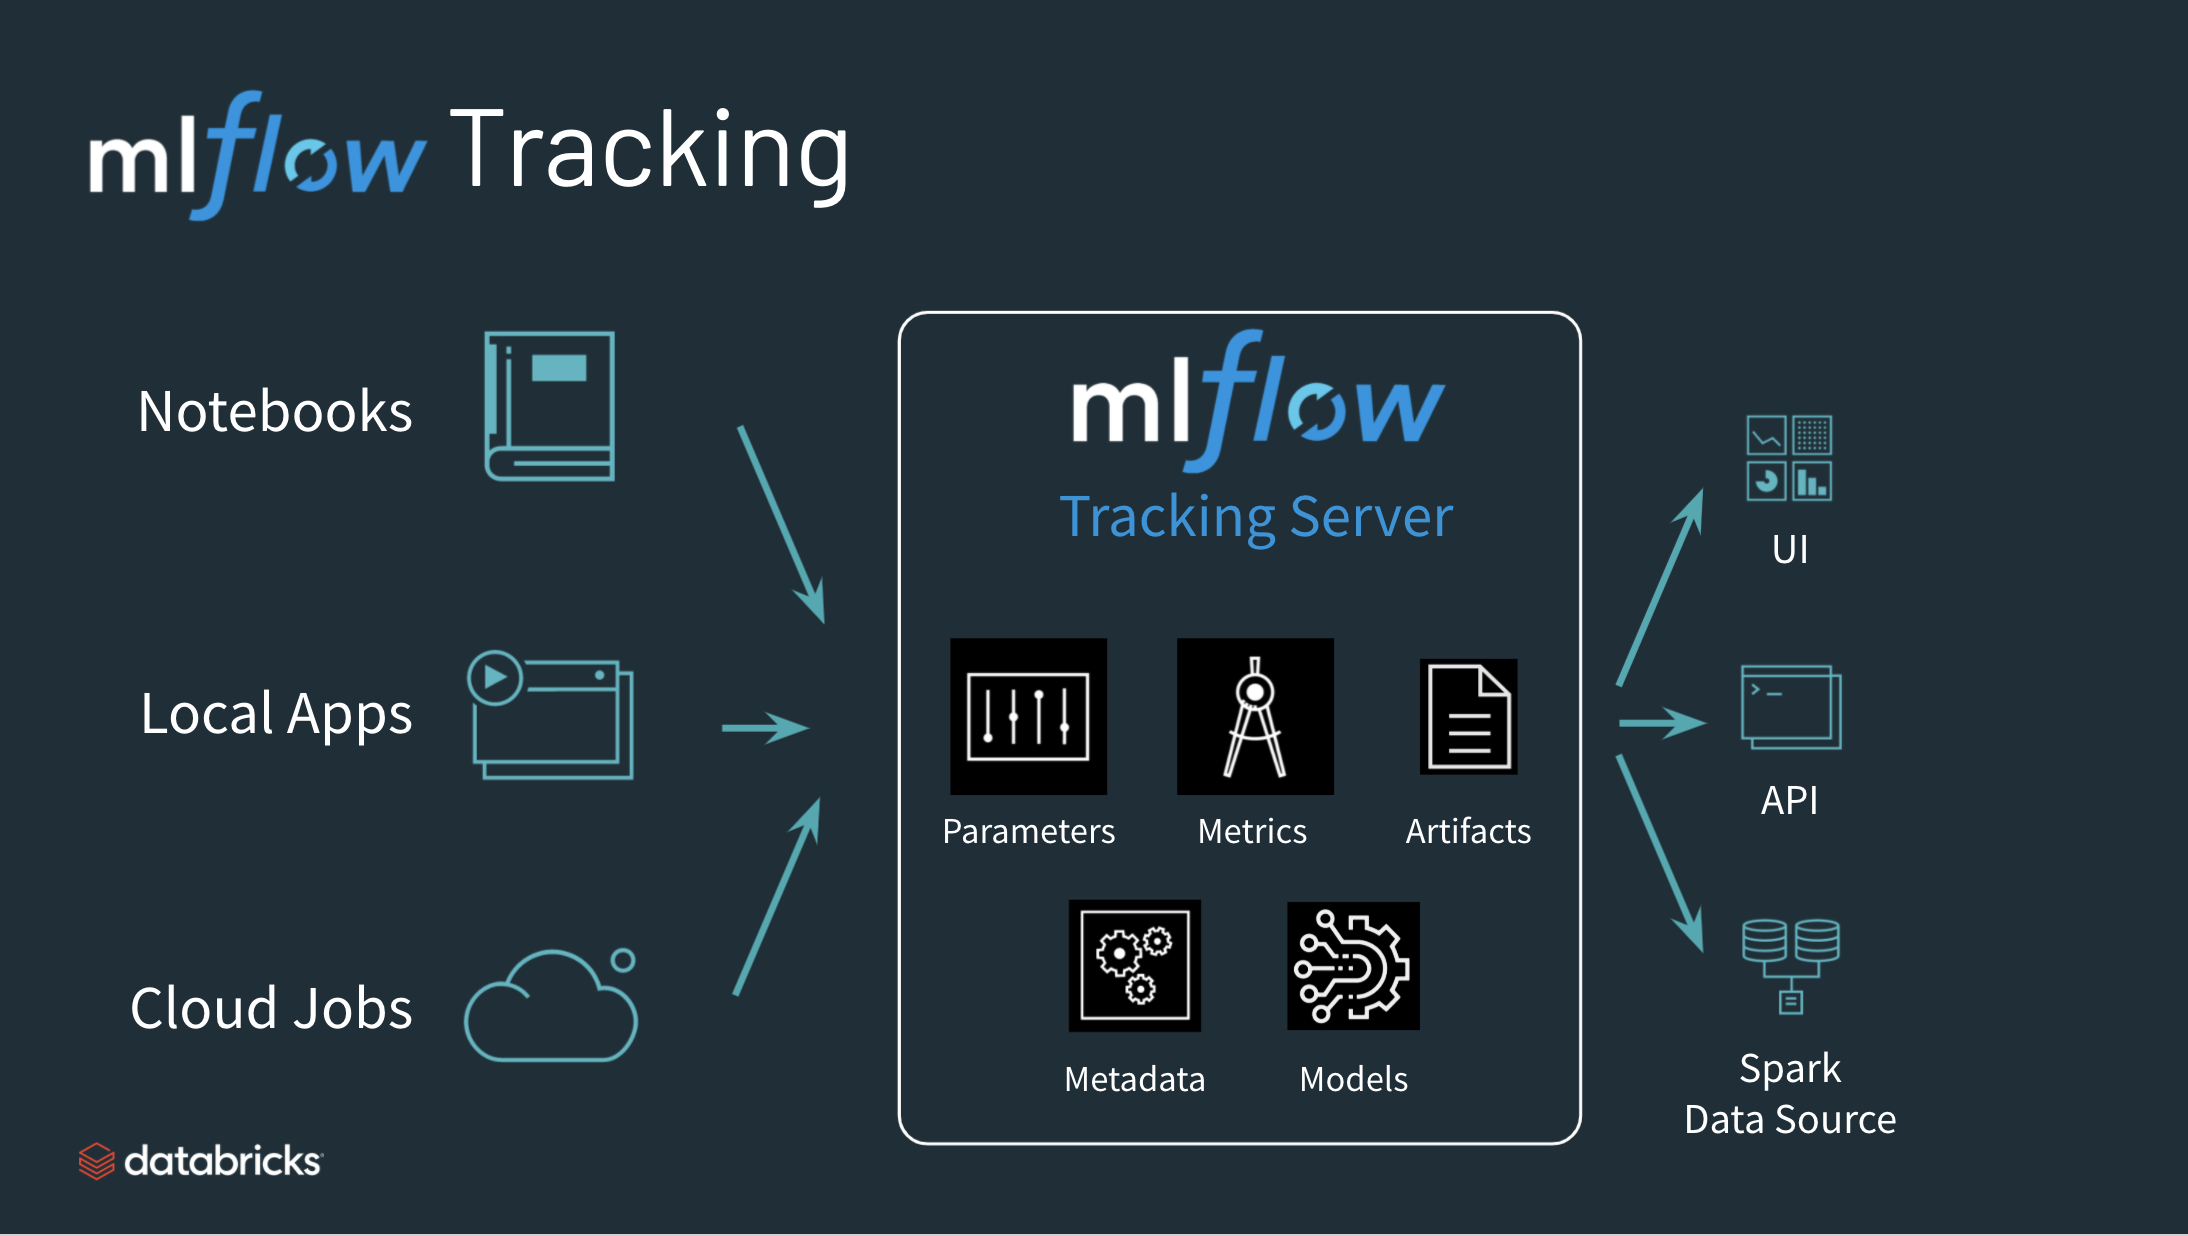 mlflow Tracking
Notebooks
Local Apps
Cloud Jobs
mlflow
Tracking Server
Parameters
Metrics
Artifacts
Metadata
Models
UI
API
Spark
Data Source
databricks